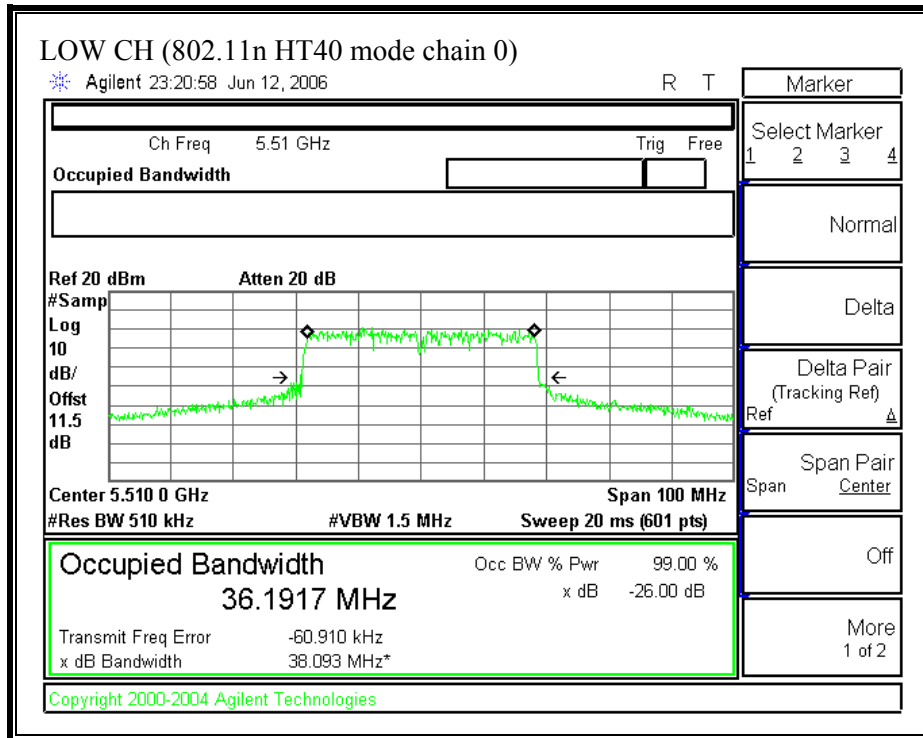 LOW CH (802.11n HT40 mode chain 0)
Agilent 23:20:58 Jun 12, 2006 R T
Ch Freq 5.51 GHz Trig Free
Occupied Bandwidth
Ref 20 dBm Atten 20 dB
#Samp
Log
10
dB/
Offst
11.5
dB
Center 5.510 0 GHz Span 100 MHz
#Res BW 510 kHz #VBW 1.5 MHz Sweep 20 ms (601 pts)
Occupied Bandwidth
36.1917 MHz
Occ BW % Pwr 99.00 %
x dB -26.00 dB
Transmit Freq Error -60.910 kHz
x dB Bandwidth 38.093 MHz*
Copyright 2000-2004 Agilent Technologies
Marker
Select Marker
1 2 3 4
Normal
Delta
Delta Pair
(Tracking Ref)
Ref Δ
Span Pair
Span Center
Off
More
1 of 2